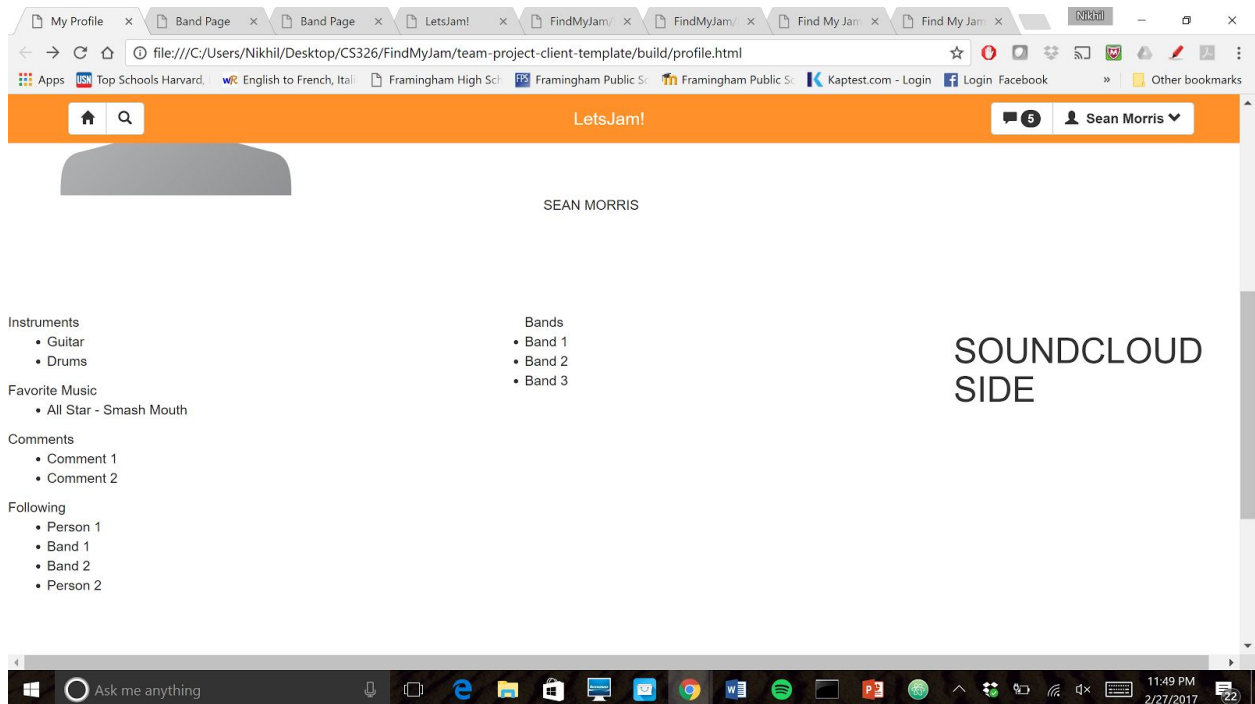 My Profile
Band Page
Band Page
LetsJam!
FindMyJam/
FindMyJam/
Find My Jam
Find My Jam
Nikhil
file:///C:/Users/Nikhil/Desktop/CS326/FindMyJam/team-project-client-template/build/profile.html
Apps
USN Top Schools Harvard,
WR English to French, Itali
Framingham High Sch
FPS Framingham Public Sc
Framingham Public Sc
Kaptest.com - Login
Login Facebook
»
Other bookmarks
LetsJam!
5
Sean Morris
SEAN MORRIS
Instruments
• Guitar
• Drums
Favorite Music
• All Star - Smash Mouth
Comments
• Comment 1
• Comment 2
Following
• Person 1
• Band 1
• Band 2
• Person 2
Bands
• Band 1
• Band 2
• Band 3
SOUNDCLOUD
SIDE
Ask me anything
11:49 PM
2/27/2017
22